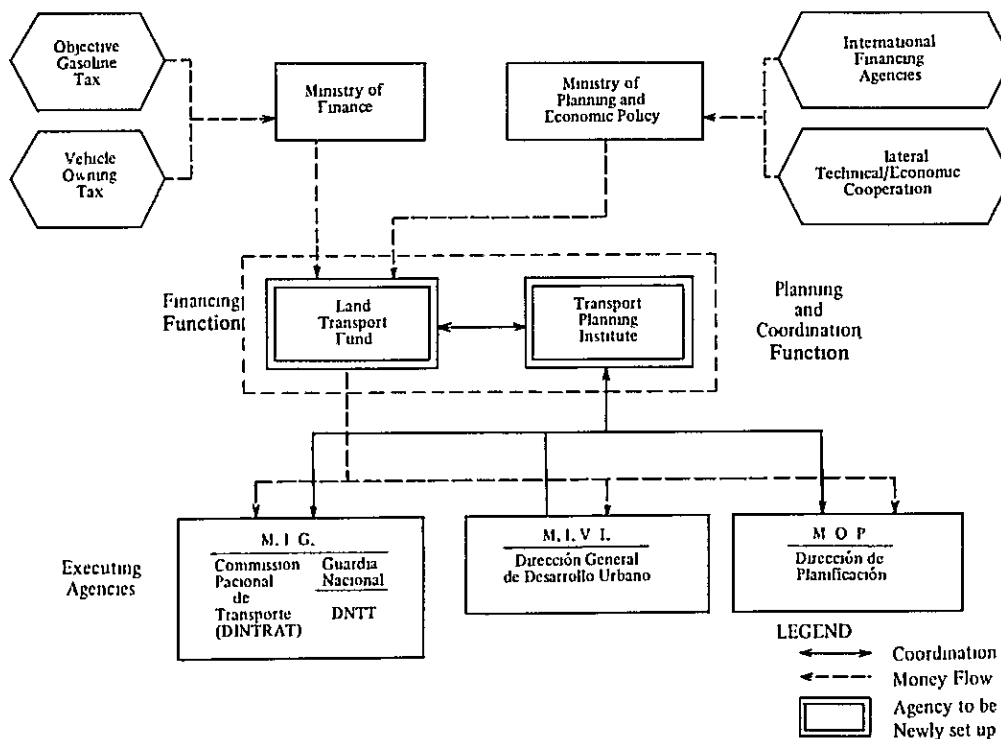 Objective
Gasoline
Tax
Vehicle
Owning
Tax
Ministry of
Finance
Ministry of
Planning and
Economic Policy
International
Financing
Agencies
lateral
Technical/Economic
Cooperation
Financing
Function
Land
Transport
Fund
Transport
Planning
Institute
Planning
and
Coordination
Function
Executing
Agencies
M. I G.
Commission
Pacional
de
Transporte
(DINTRAT)
Guardia
Nacional
DNTT
M. I. V I.
Dirección General
de Desarrollo Urbano
M O P
Dirección de
Planificación
LEGEND
Coordination
Money Flow
Agency to be
Newly set up